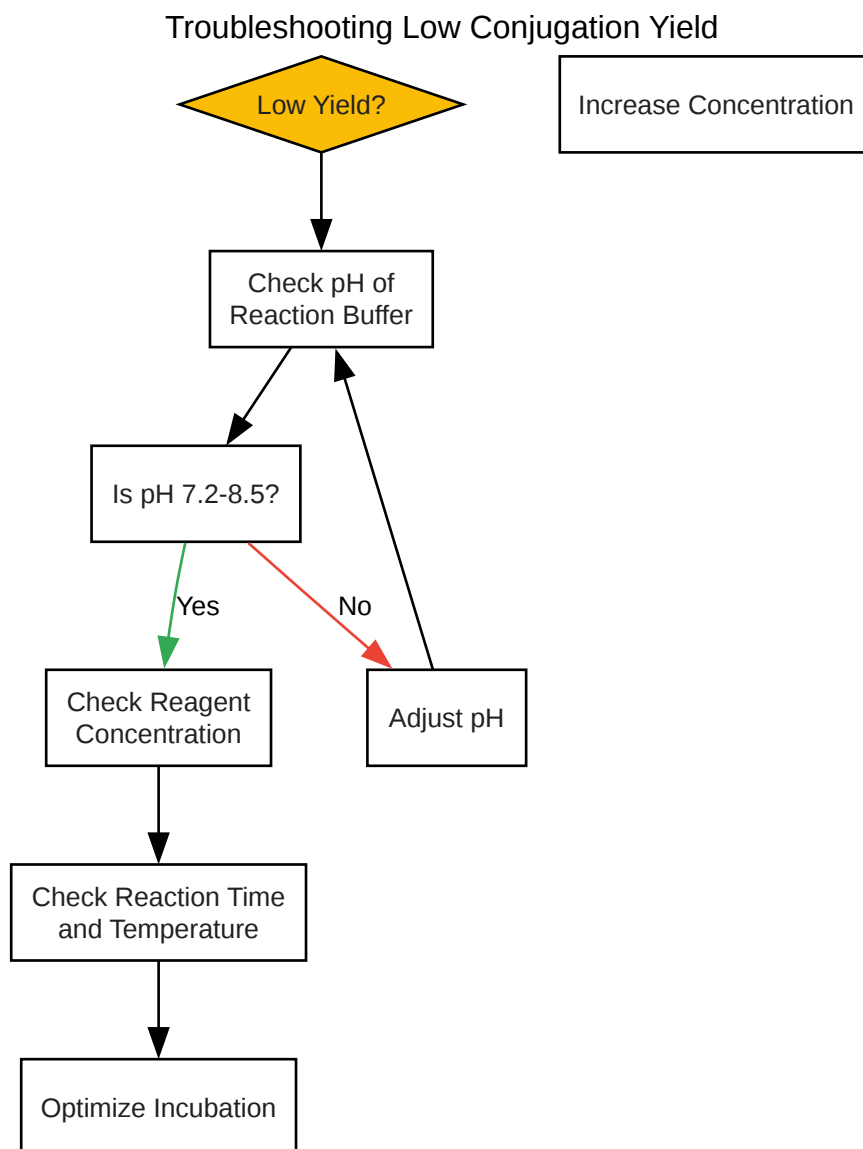 Troubleshooting Low Conjugation Yield
Low Yield?
Increase Concentration
Check pH of
Reaction Buffer
Is pH 7.2-8.5?
Yes
No
Check Reagent
Concentration
Adjust pH
Check Reaction Time
and Temperature
Optimize Incubation